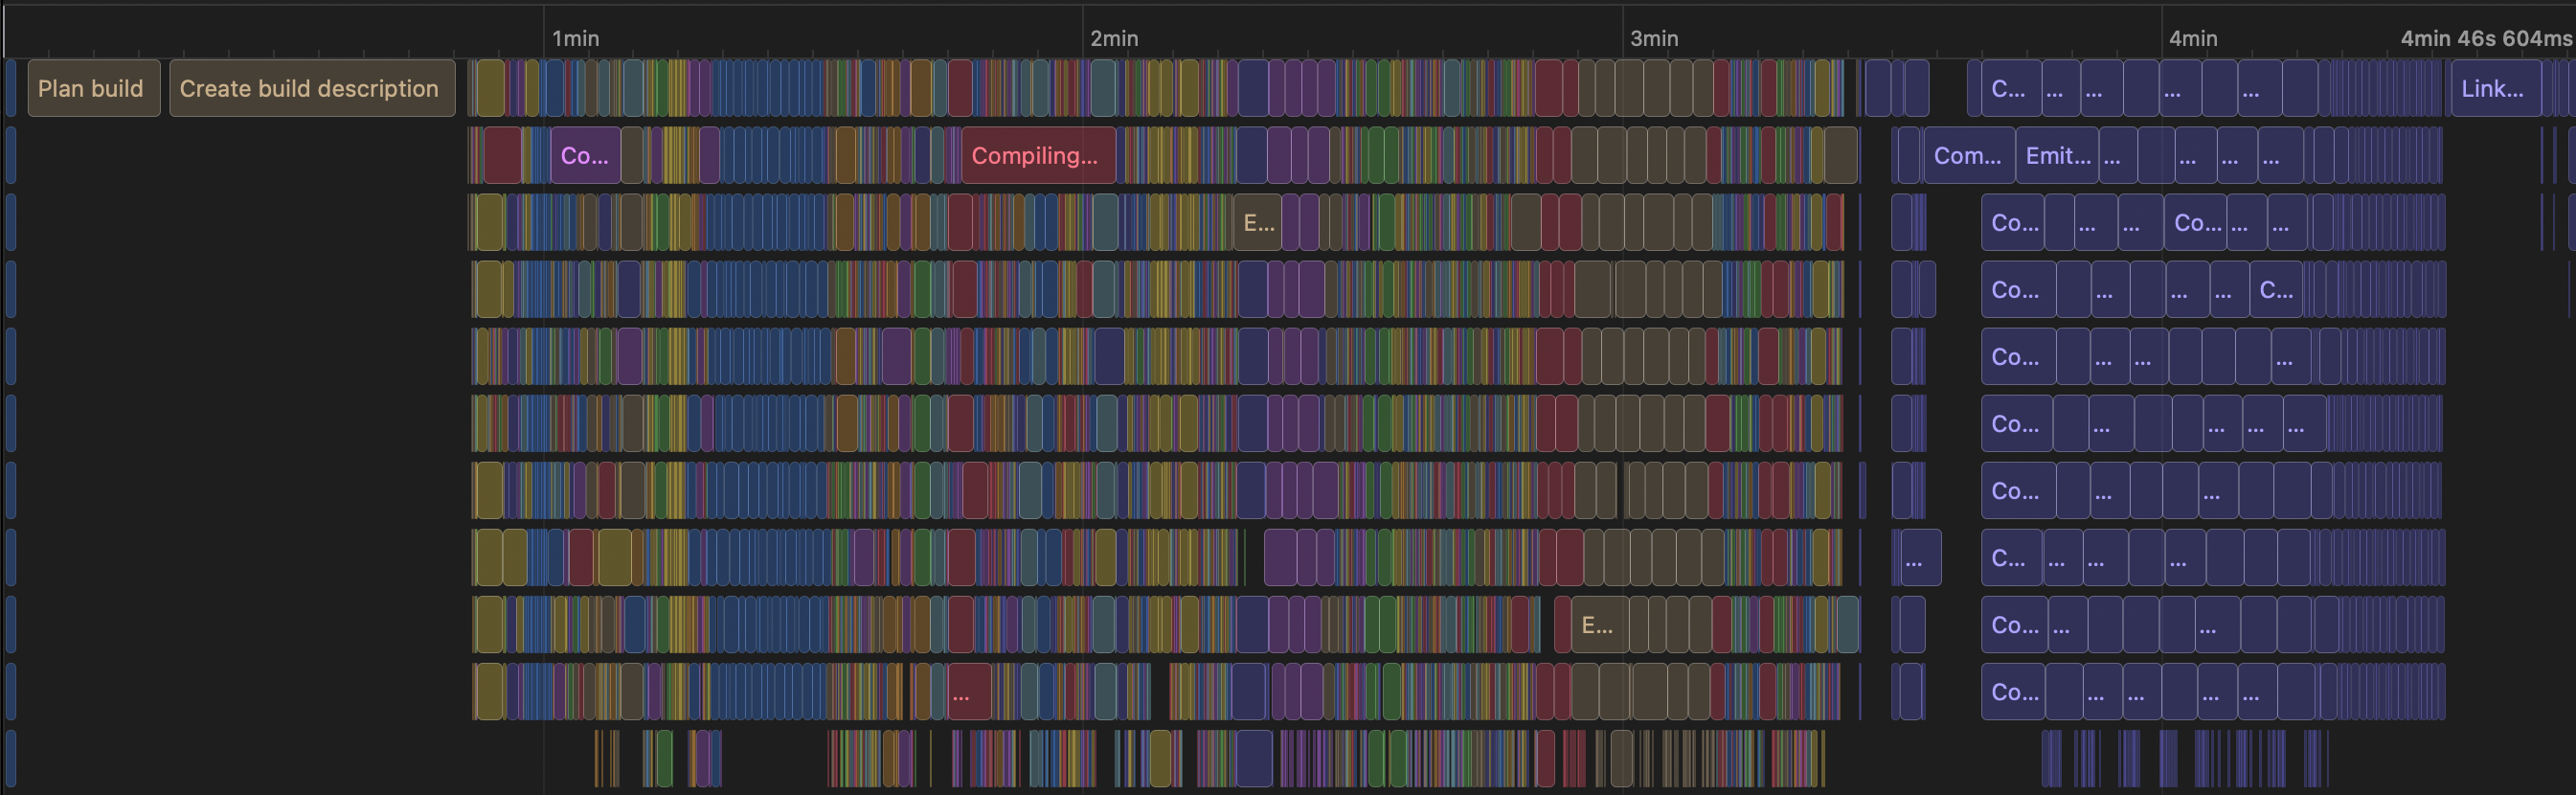 1min 2min 3min 4min 4min 46s 604ms
Plan build Create build description C... ... ... ... ... Link...
Co... Compiling... Com... Emit... ... ... ... ...
E... Co... ... ... Co... ... ...
Co... ... ... ... C...
Co... ... ... ...
Co... ... ... ... ...
Co... ... ...
... C... ... ... ...
E... Co... ... ...
... Co... ... ... ... ...